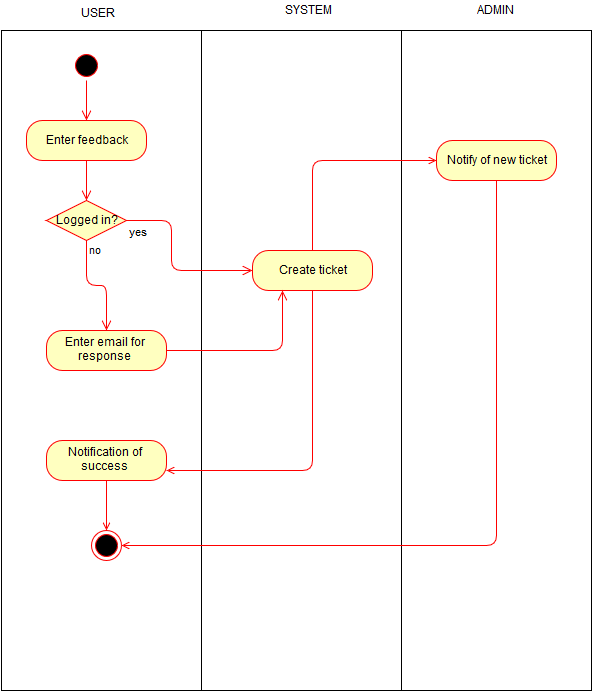 USER
SYSTEM
ADMIN
Enter feedback
Notify of new ticket
Logged in?
yes
no
Create ticket
Enter email for
response
Notification of
success